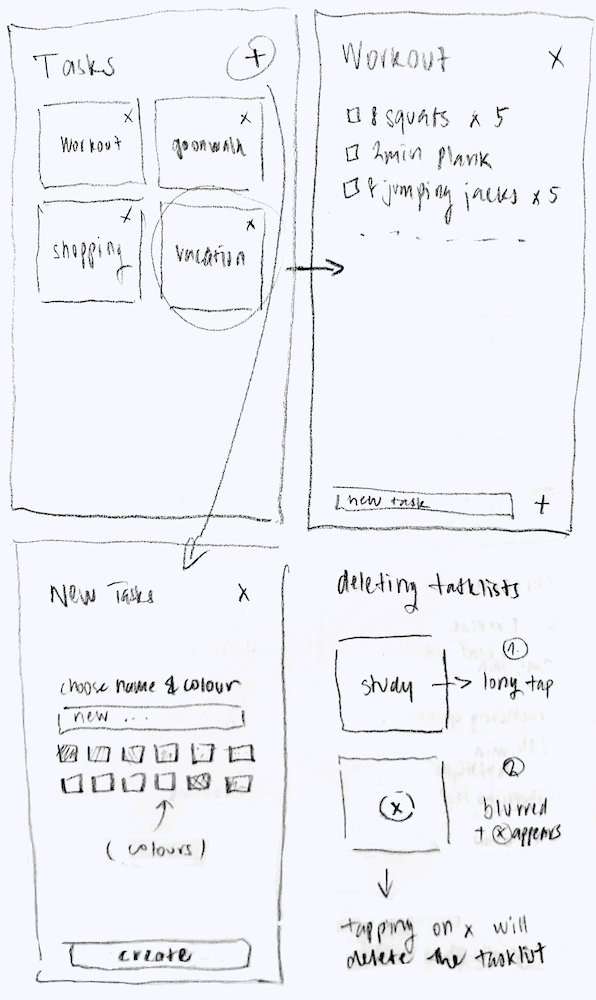 Tasks +
x x
Workout goonwalk
x x
shopping vacation
Workout x
8 squats x 5
2min plank
8 jumping jacks x 5
new task +
New Tasks x
choose name & colour
new ...
(colours)
create
deleting tasklists
1.
study long tap
2.
x blurred
+ x appears
tapping on x will
delete the tasklist